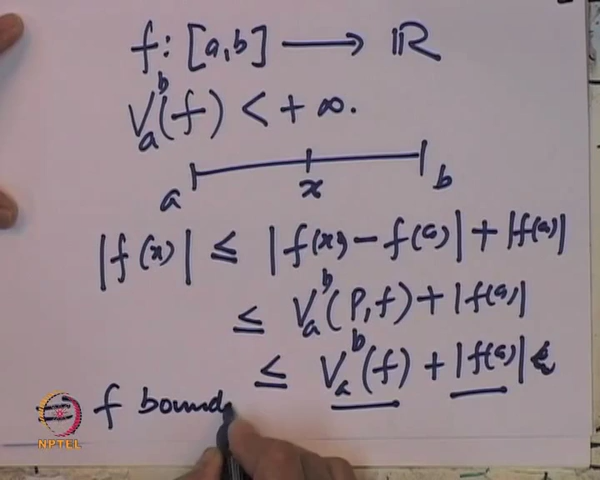 f : [a,b] ⟶ ℝ
V_a^b(f) < +∞.
a x b
|f(x)| ≤ |f(x) − f(a)| + |f(a)|
≤ V_a^b(P,f) + |f(a)|
≤ V_a^b(f) + |f(a)|
⇒ f bound
NPTEL